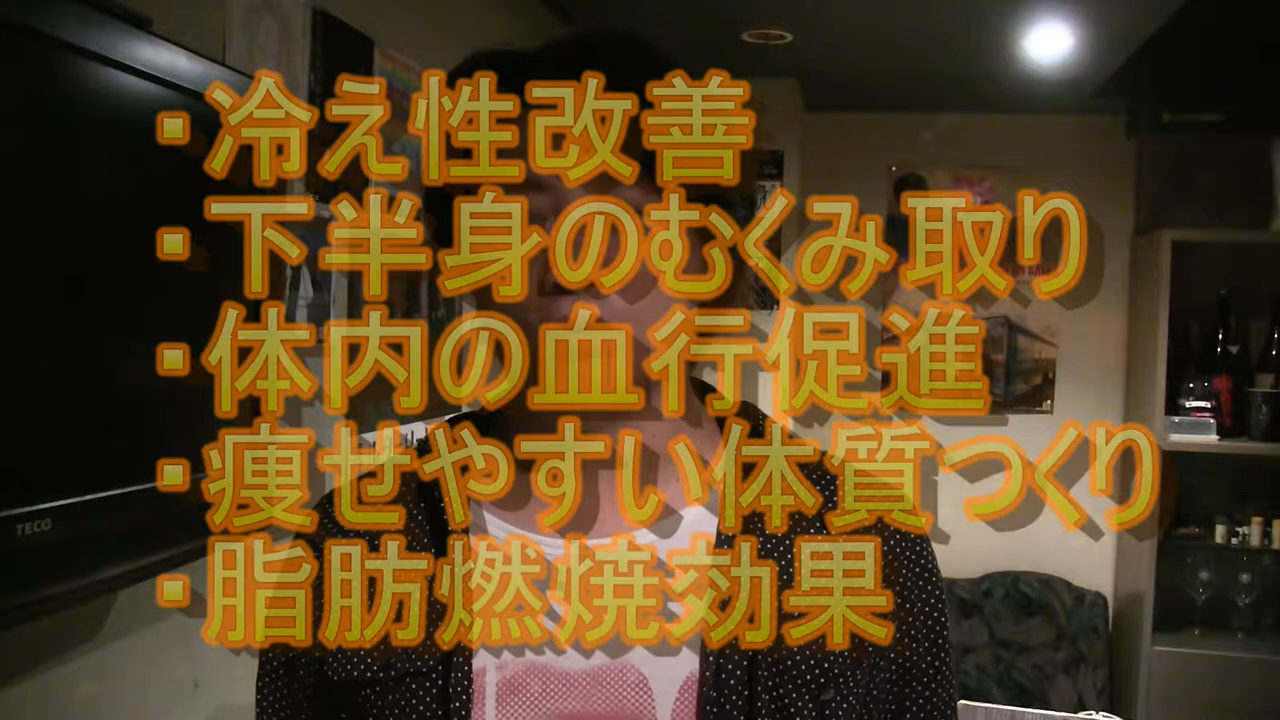 ・冷え性改善
・下半身のむくみ取り
・体内の血行促進
・痩せやすい体質つくり
・脂肪燃焼効果
TECO